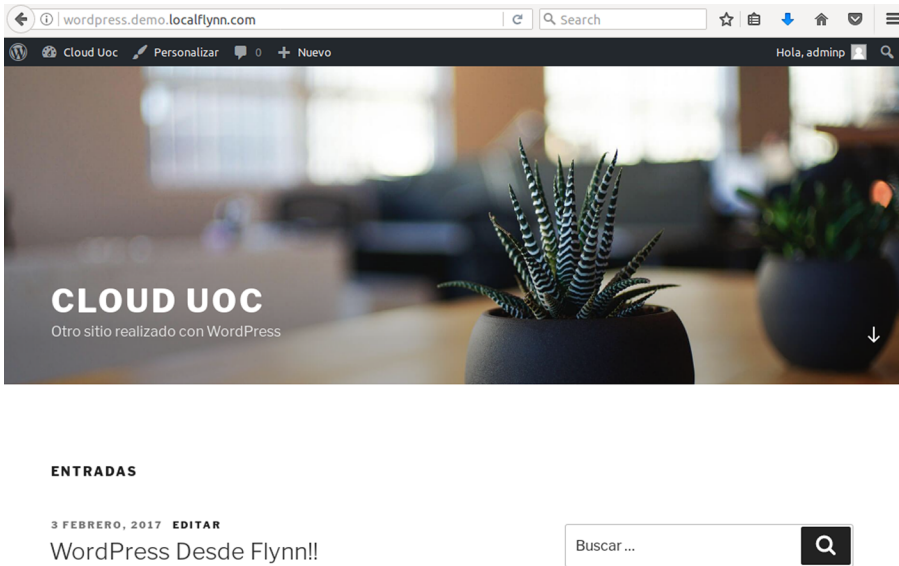 wordpress.demo.localflynn.com Search
Cloud Uoc Personalizar 0 Nuevo Hola, adminp
CLOUD UOC
Otro sitio realizado con WordPress
ENTRADAS
3 FEBRERO, 2017 EDITAR
WordPress Desde Flynn!!
Buscar ...